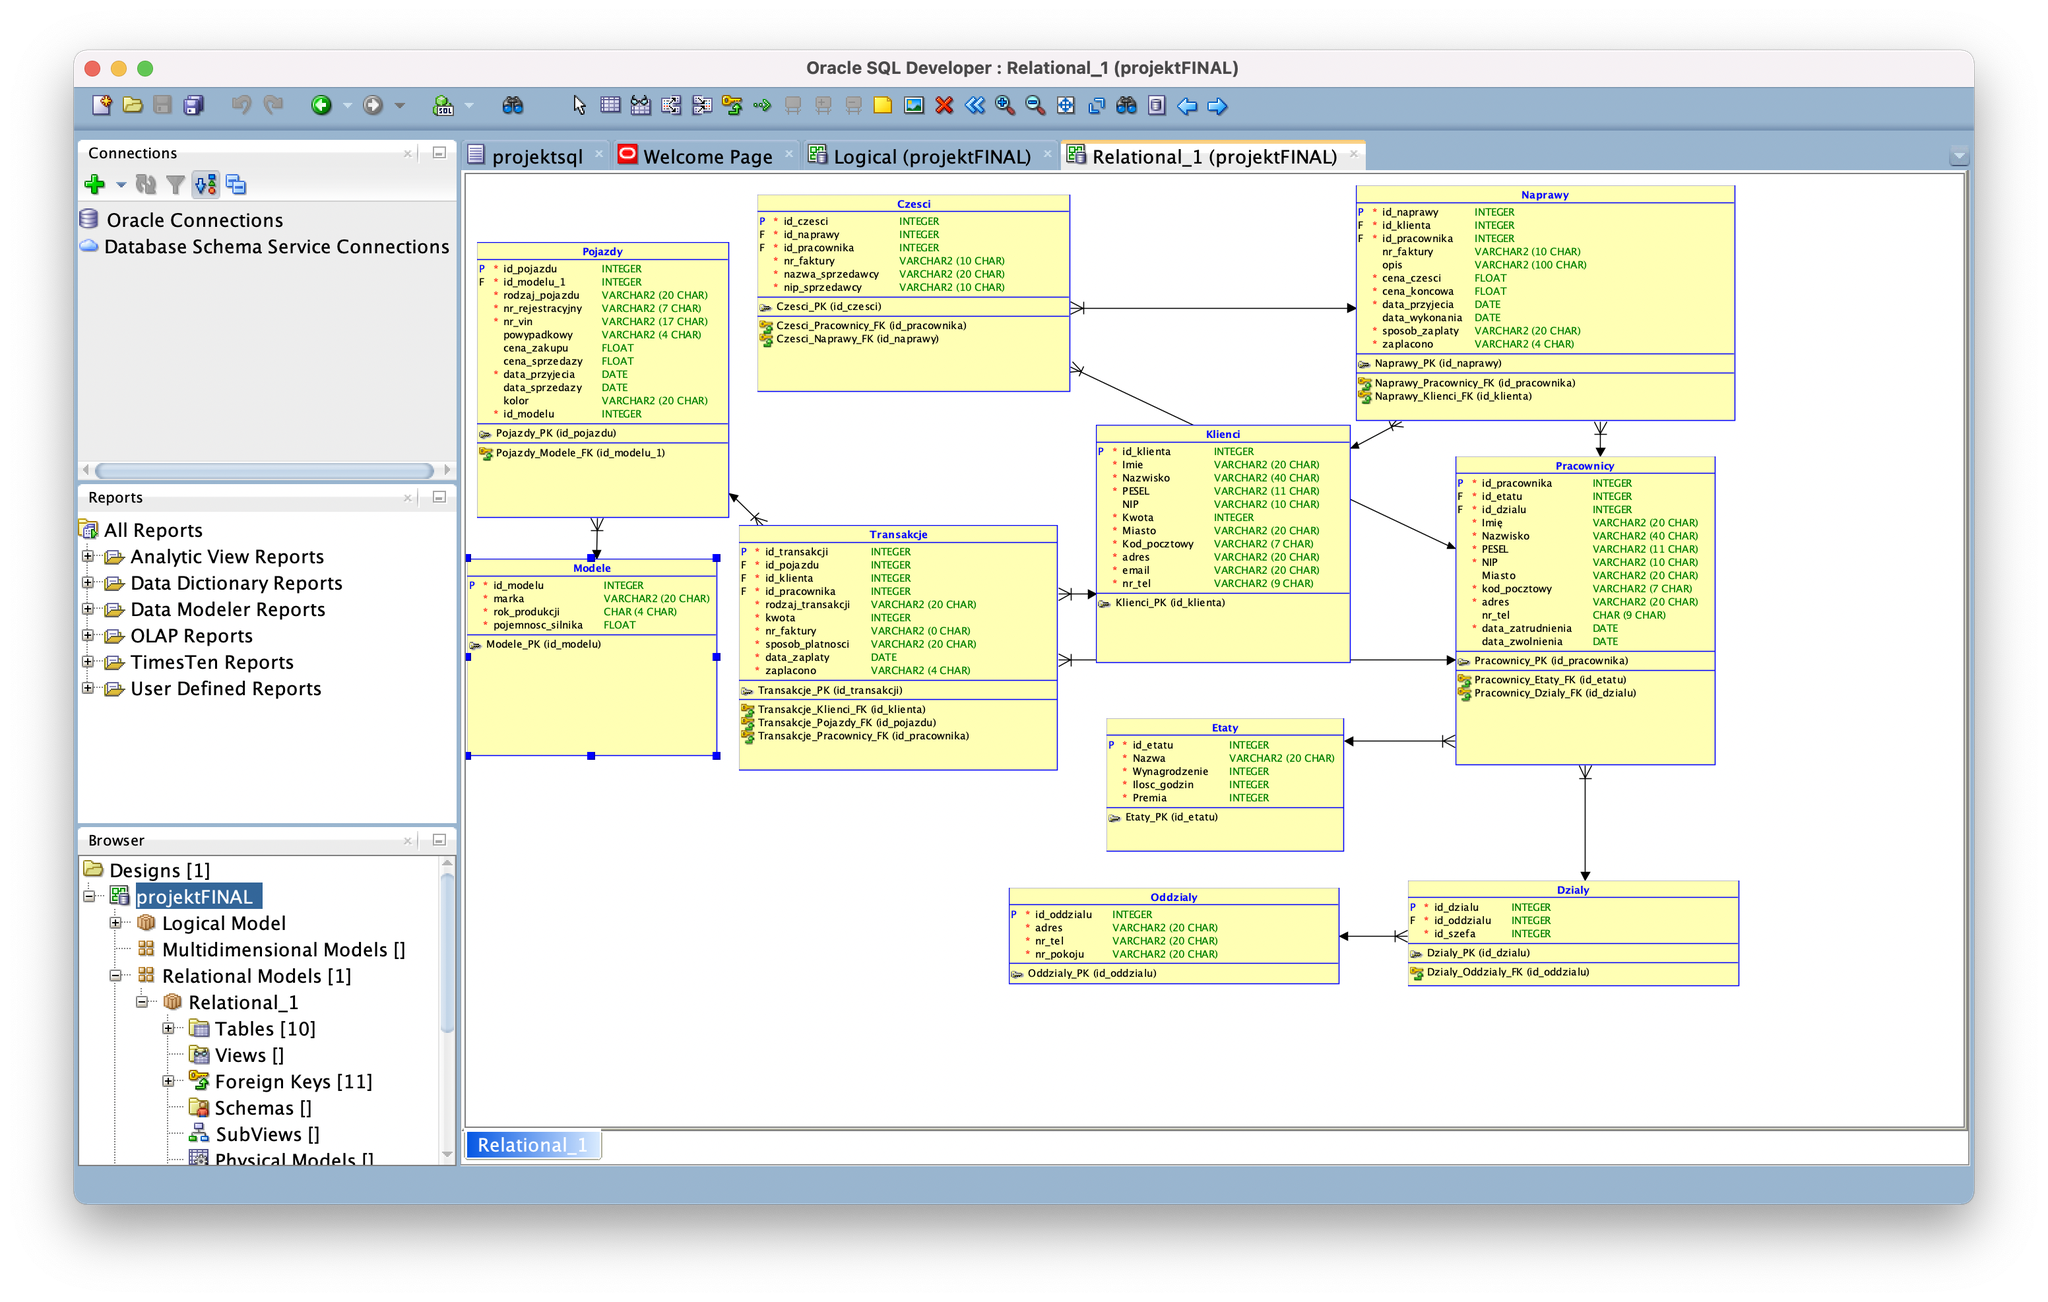 Oracle SQL Developer : Relational_1 (projektFINAL)
SQL
Connections
Oracle Connections
Database Schema Service Connections
Reports
All Reports
Analytic View Reports
Data Dictionary Reports
Data Modeler Reports
OLAP Reports
TimesTen Reports
User Defined Reports
Browser
Designs [1]
projektFINAL
Logical Model
Multidimensional Models []
Relational Models [1]
Relational_1
Tables [10]
Views []
Foreign Keys [11]
Schemas []
SubViews []
Physical Models []
projektsql
Welcome Page
Logical (projektFINAL)
Relational_1 (projektFINAL)
Pojazdy
P * id_pojazdu INTEGER
F * id_modelu_1 INTEGER
* rodzaj_pojazdu VARCHAR2 (20 CHAR)
* nr_rejestracyjny VARCHAR2 (7 CHAR)
* nr_vin VARCHAR2 (17 CHAR)
powypadkowy VARCHAR2 (4 CHAR)
cena_zakupu FLOAT
cena_sprzedazy FLOAT
* data_przyjecia DATE
data_sprzedazy DATE
kolor VARCHAR2 (20 CHAR)
* id_modelu INTEGER
Pojazdy_PK (id_pojazdu)
Pojazdy_Modele_FK (id_modelu_1)
Czesci
P * id_czesci INTEGER
F * id_naprawy INTEGER
F * id_pracownika INTEGER
* nr_faktury VARCHAR2 (10 CHAR)
* nazwa_sprzedawcy VARCHAR2 (20 CHAR)
* nip_sprzedawcy VARCHAR2 (10 CHAR)
Czesci_PK (id_czesci)
Czesci_Pracownicy_FK (id_pracownika)
Czesci_Naprawy_FK (id_naprawy)
Naprawy
P * id_naprawy INTEGER
F * id_klienta INTEGER
F * id_pracownika INTEGER
nr_faktury VARCHAR2 (10 CHAR)
opis VARCHAR2 (100 CHAR)
* cena_czesci FLOAT
* cena_koncowa FLOAT
* data_przyjecia DATE
data_wykonania DATE
* sposob_zaplaty VARCHAR2 (20 CHAR)
* zaplacono VARCHAR2 (4 CHAR)
Naprawy_PK (id_naprawy)
Naprawy_Pracownicy_FK (id_pracownika)
Naprawy_Klienci_FK (id_klienta)
Klienci
P * id_klienta INTEGER
* Imie VARCHAR2 (20 CHAR)
* Nazwisko VARCHAR2 (40 CHAR)
* PESEL VARCHAR2 (11 CHAR)
NIP VARCHAR2 (10 CHAR)
* Kwota INTEGER
* Miasto VARCHAR2 (20 CHAR)
* Kod_pocztowy VARCHAR2 (7 CHAR)
* adres VARCHAR2 (20 CHAR)
* email VARCHAR2 (20 CHAR)
* nr_tel VARCHAR2 (9 CHAR)
Klienci_PK (id_klienta)
Pracownicy
P * id_pracownika INTEGER
F * id_etatu INTEGER
F * id_dzialu INTEGER
* Imię VARCHAR2 (20 CHAR)
* Nazwisko VARCHAR2 (40 CHAR)
* PESEL VARCHAR2 (11 CHAR)
* NIP VARCHAR2 (10 CHAR)
Miasto VARCHAR2 (20 CHAR)
* kod_pocztowy VARCHAR2 (7 CHAR)
* adres VARCHAR2 (20 CHAR)
nr_tel CHAR (9 CHAR)
* data_zatrudnienia DATE
data_zwolnienia DATE
Pracownicy_PK (id_pracownika)
Pracownicy_Etaty_FK (id_etatu)
Pracownicy_Dzialy_FK (id_dzialu)
Modele
P * id_modelu INTEGER
* marka VARCHAR2 (20 CHAR)
* rok_produkcji CHAR (4 CHAR)
* pojemnosc_silnika FLOAT
Modele_PK (id_modelu)
Transakcje
P * id_transakcji INTEGER
F * id_pojazdu INTEGER
F * id_klienta INTEGER
F * id_pracownika INTEGER
* rodzaj_transakcji VARCHAR2 (20 CHAR)
* kwota INTEGER
* nr_faktury VARCHAR2 (0 CHAR)
* sposob_platnosci VARCHAR2 (20 CHAR)
* data_zaplaty DATE
* zaplacono VARCHAR2 (4 CHAR)
Transakcje_PK (id_transakcji)
Transakcje_Klienci_FK (id_klienta)
Transakcje_Pojazdy_FK (id_pojazdu)
Transakcje_Pracownicy_FK (id_pracownika)
Etaty
P * id_etatu INTEGER
* Nazwa VARCHAR2 (20 CHAR)
* Wynagrodzenie INTEGER
* Ilosc_godzin INTEGER
* Premia INTEGER
Etaty_PK (id_etatu)
Oddzialy
P * id_oddzialu INTEGER
* adres VARCHAR2 (20 CHAR)
* nr_tel VARCHAR2 (20 CHAR)
* nr_pokoju VARCHAR2 (20 CHAR)
Oddzialy_PK (id_oddzialu)
Dzialy
P * id_dzialu INTEGER
F * id_oddzialu INTEGER
* id_szefa INTEGER
Dzialy_PK (id_dzialu)
Dzialy_Oddzialy_FK (id_oddzialu)
Relational_1